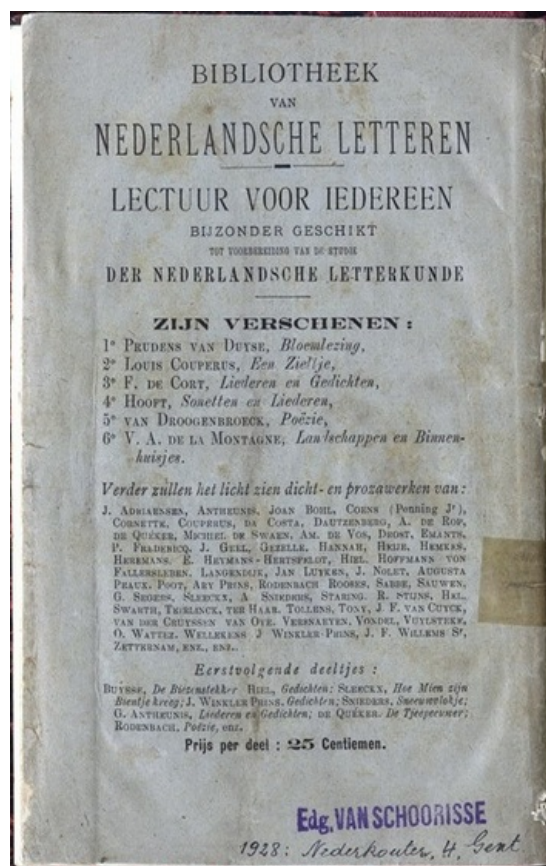 BIBLIOTHEEK
VAN
NEDERLANDSCHE LETTEREN
LECTUUR VOOR IEDEREEN
BIJZONDER GESCHIKT
TOT VOORBEREIDING VAN DE STUDIE
DER NEDERLANDSCHE LETTERKUNDE
ZIJN VERSCHENEN :
1° PRUDENS VAN DUYSE, Bloemlezing,
2° LOUIS COUPERUS, Een Zieltje,
3° F. DE CORT, Liederen en Gedichten,
4° HOOFT, Sonetten en Liederen,
5° VAN DROOGENBROECK, Poëzie,
6° V. A. DE LA MONTAGNE, Landschappen en Binnen-
huisjes.
Verder zullen het licht zien dicht- en prozawerken van :
J. ADRIAENSEN, ANTHEUNIS, JOAN BOHL, COENS (Penning Jr),
CORNETTE, COUPERUS, DA COSTA, DAUTZENBERG, A. DE ROP,
DE QUÉKER, MICHIEL DE SWAEN, AM. DE VOS, DROST, EMANTS,
P. FRADERICQ, J. GEEL, GEZELLE, HANNAH, HEIJE, HEMKES,
HEREMANS, E. HEYMANS-HERTSFELDT, HIEL, HOFFMANN VON
FALLERSLEBEN, LANGENDIJK, JAN LUYKEN, J. NOLET, AUGUSTA
PEAUX, POOT, ARY PRINS, RODENBACH ROOSES, SABBE, SAUWEN,
G. SEGERS, SLEECKX, A SNIEDERS, STARING, R. STIJNS, HEL.
SWARTH, TEIRLINCK, TER HAAR, TOLLENS, TONY, J. F. VAN CUYCK,
VAN DER CRUYSSEN VAN OYE, VERSNAEYEN, VONDEL, VUYLSTEKE,
O. WATTEZ, WELLEKENS J WINKLER PRINS, J. F. WILLEMS Sr,
ZETTERNAM, ENZ., ENZ..
Eerstvolgende deeltjes :
BUYSSE, De Biezenstekker HIEL, Gedichten; SLEECKX, Hoe Mien zijn
Bientje kreeg; J. WINKLER PRINS, Gedichten; SNIEDERS, Sneeuwvlokje;
G. ANTHEUNIS, Liederen en Gedichten; DE QUÉKER, De
RODENBACH, Poëzie, enz.
Prijs per deel : 25 Centiemen.
Edg. VAN SCHOORISSE
1928: Nederkouter, 4, Gent.